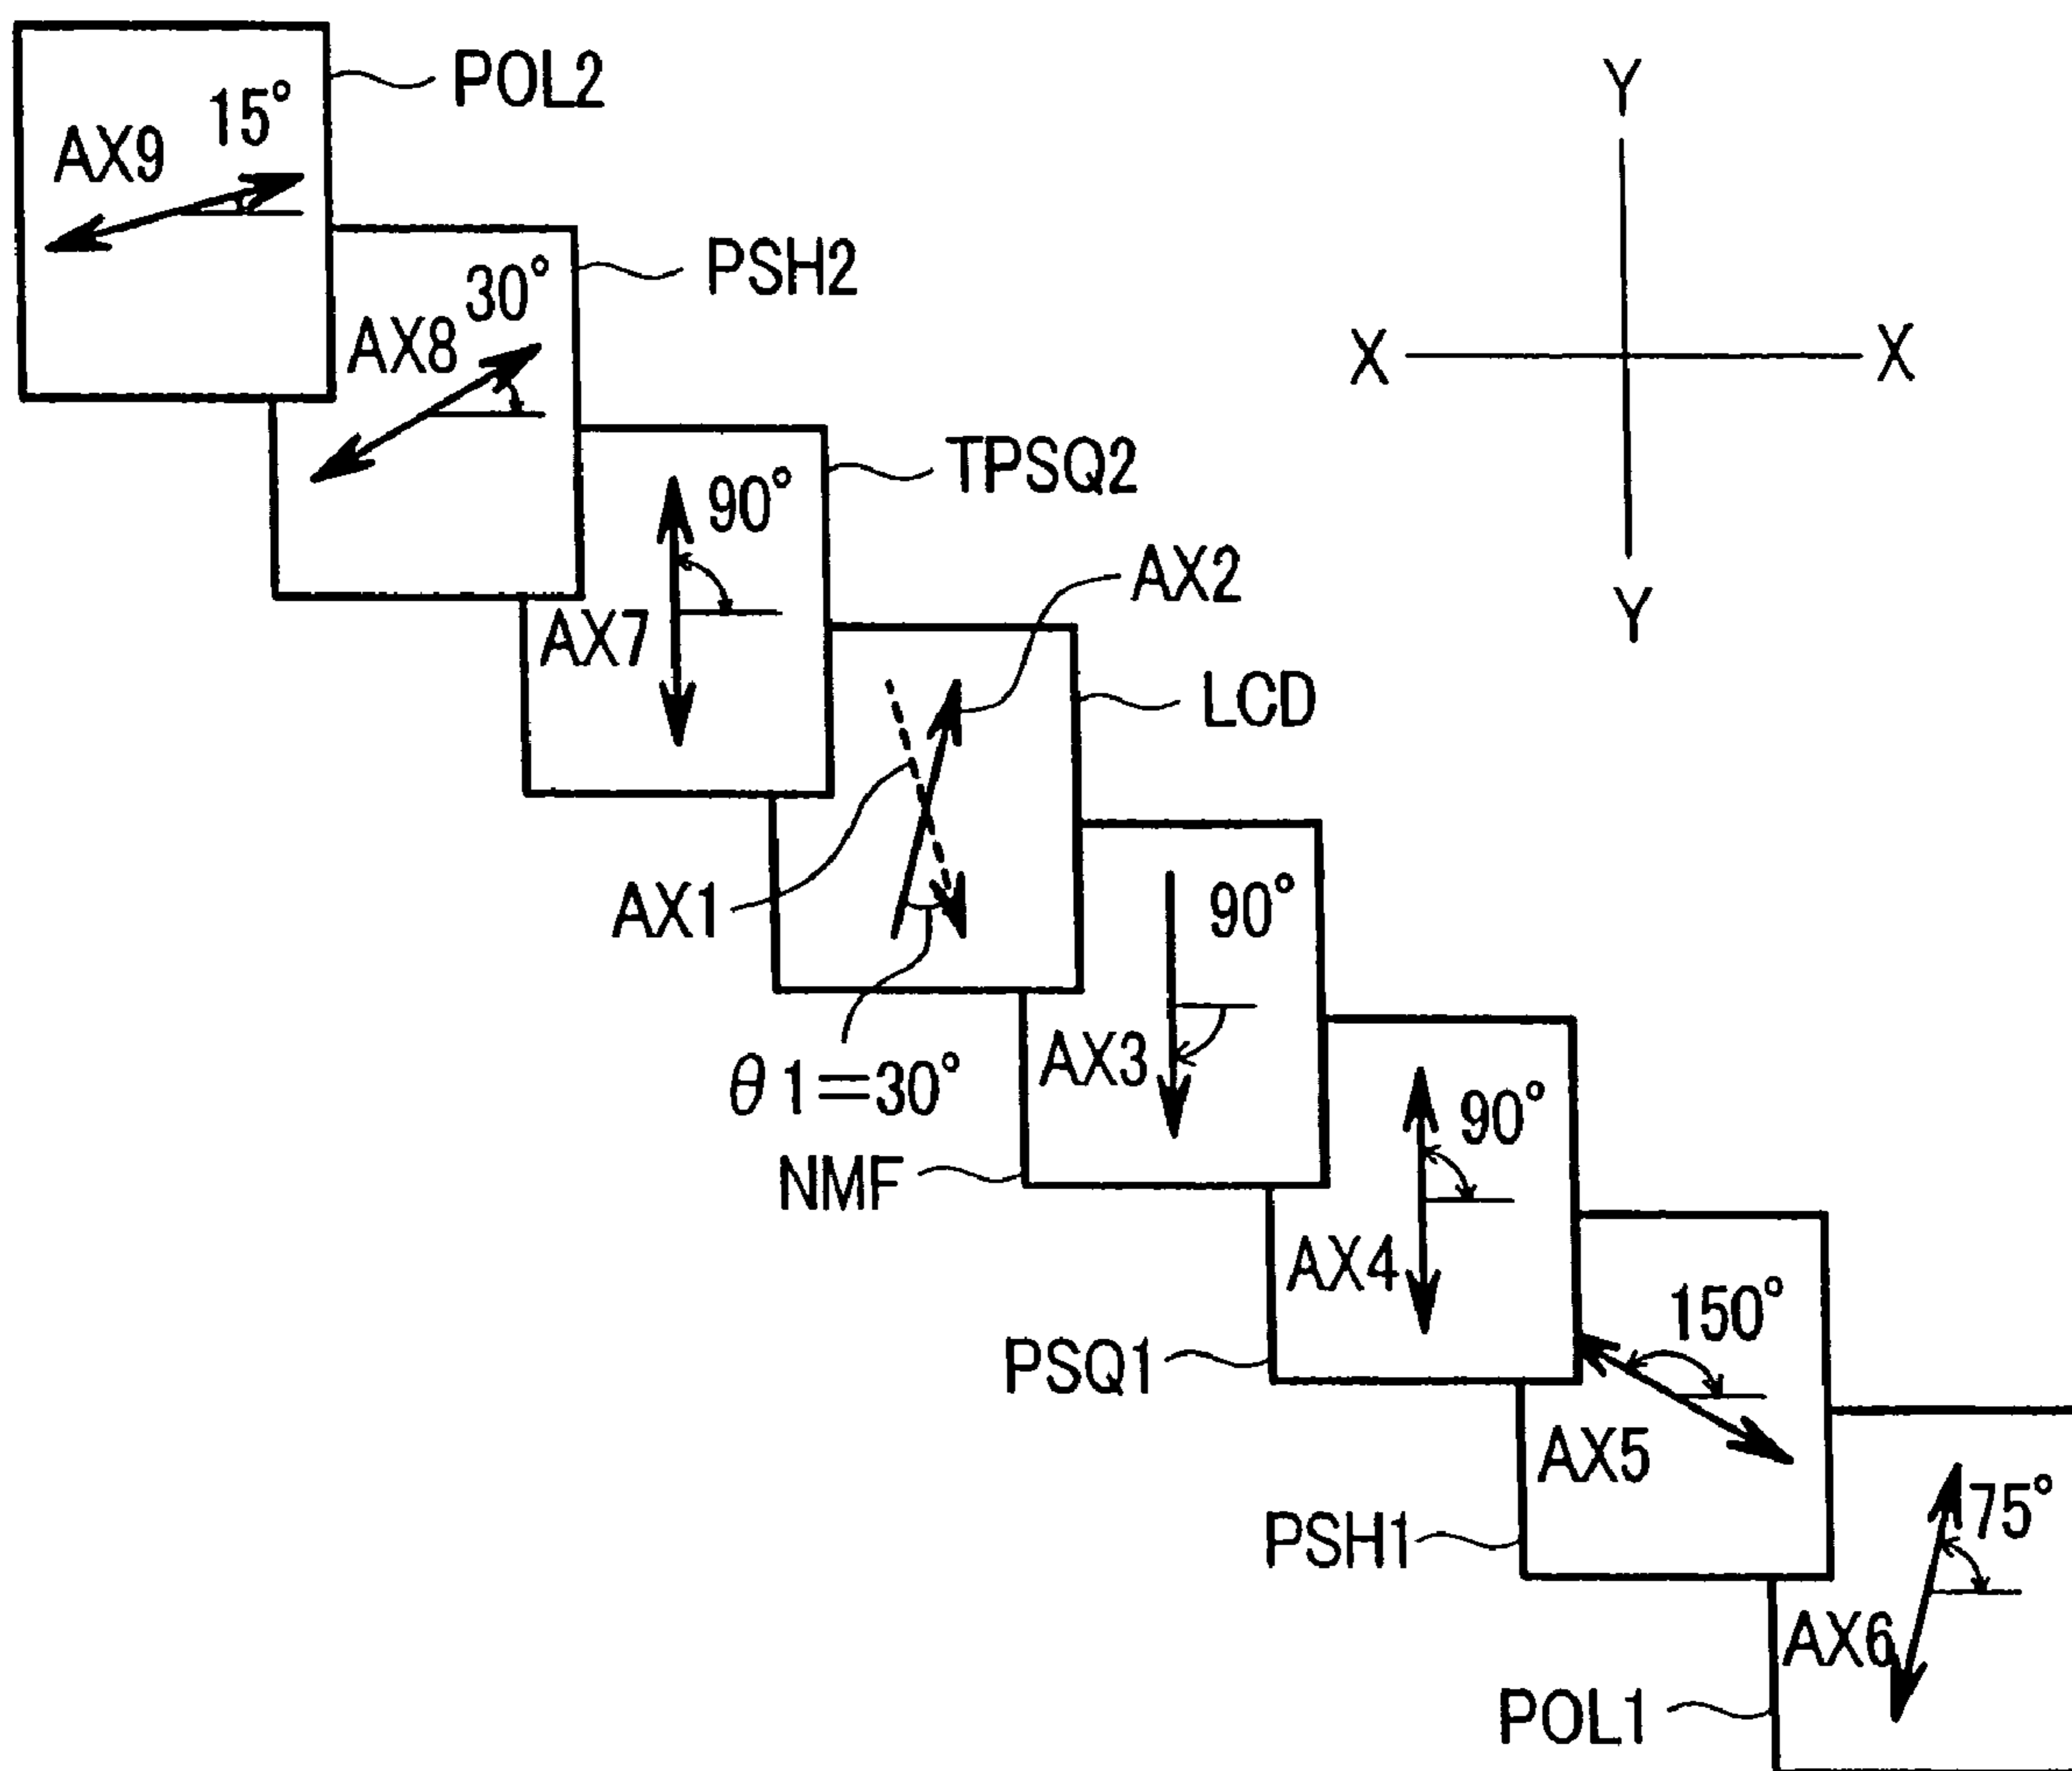 POL2
15°
AX9
PSH2
30°
AX8
TPSQ2
90°
AX7
Y
X X
Y
AX2
LCD
AX1
θ1=30°
90°
AX3
NMF
90°
AX4
PSQ1
150°
AX5
PSH1
75°
AX6
POL1